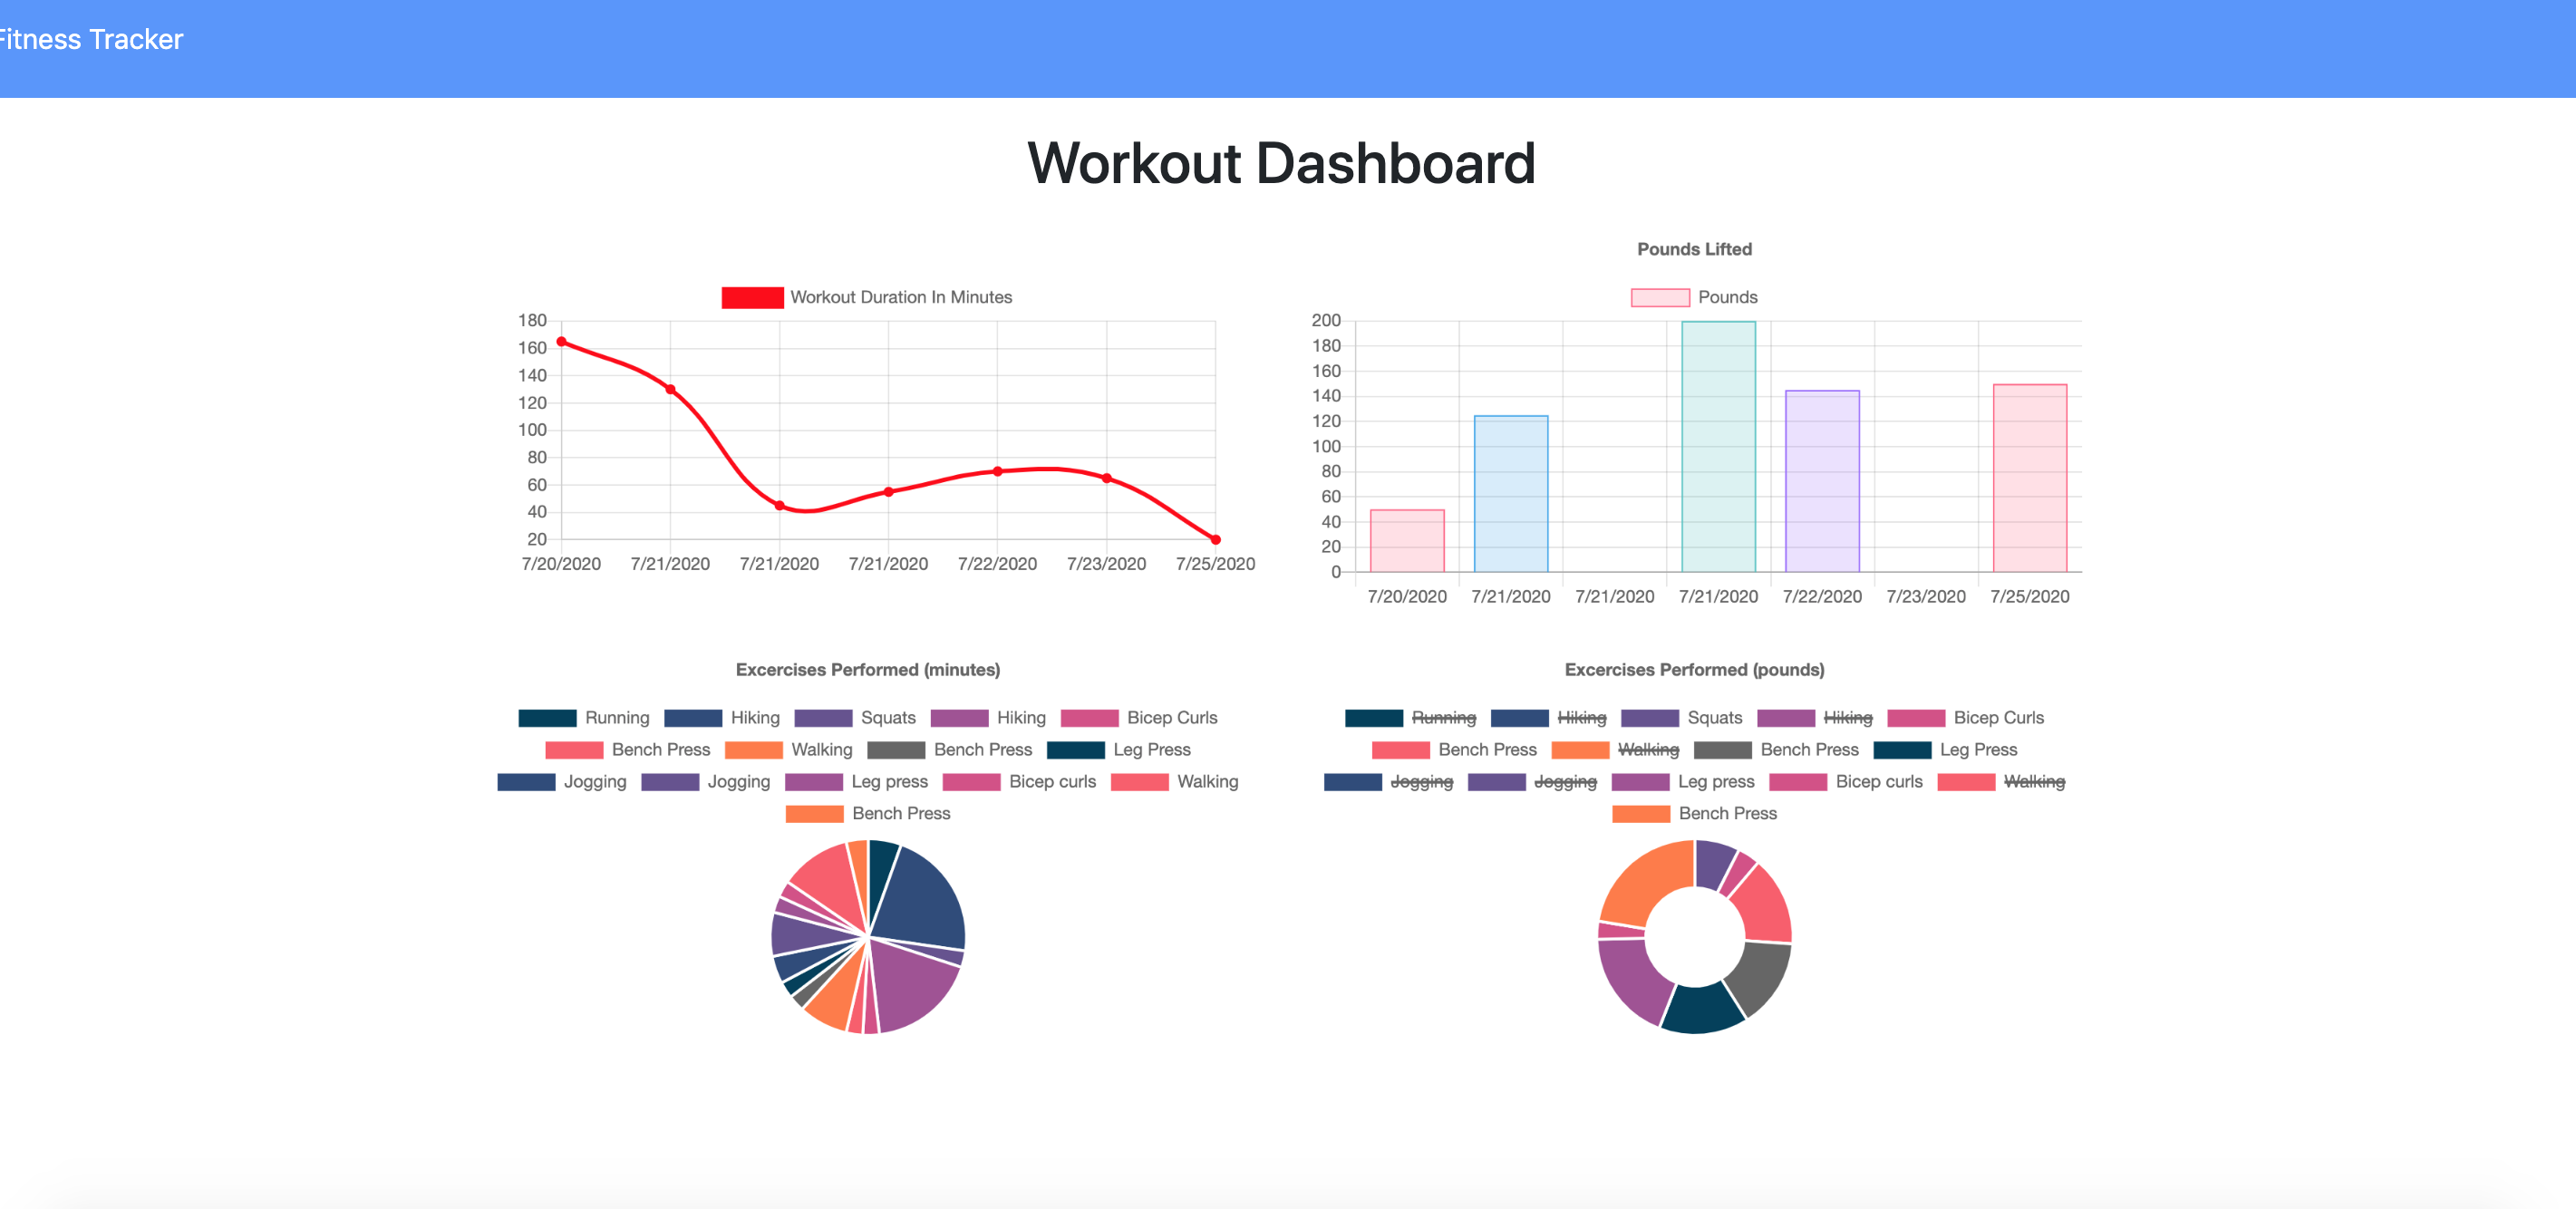 Fitness Tracker
Workout Dashboard
Workout Duration In Minutes
180
160
140
120
100
80
60
40
20
7/20/2020 7/21/2020 7/21/2020 7/21/2020 7/22/2020 7/23/2020 7/25/2020
Pounds Lifted
Pounds
200
180
160
140
120
100
80
60
40
20
0
7/20/2020 7/21/2020 7/21/2020 7/21/2020 7/22/2020 7/23/2020 7/25/2020
Excercises Performed (minutes)
Running Hiking Squats Hiking Bicep Curls
Bench Press Walking Bench Press Leg Press
Jogging Jogging Leg press Bicep curls Walking
Bench Press
Excercises Performed (pounds)
Running Hiking Squats Hiking Bicep Curls
Bench Press Walking Bench Press Leg Press
Jogging Jogging Leg press Bicep curls Walking
Bench Press